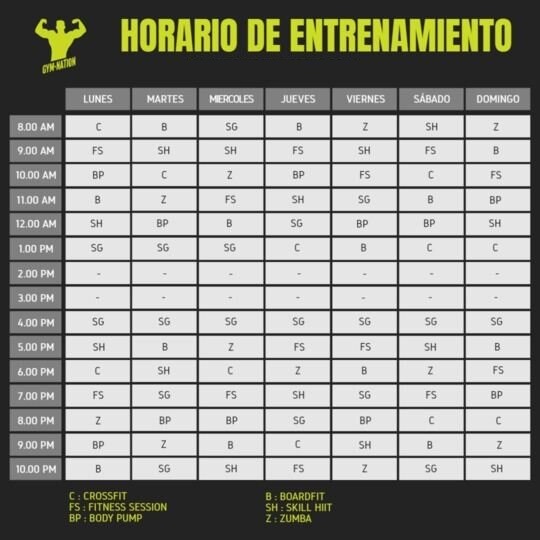 GYM-NATION
HORARIO DE ENTRENAMIENTO
LUNES MARTES MIERCOLES JUEVES VIERNES SÁBADO DOMINGO
8.00 AM C B SG B Z SH Z
9.00 AM FS SH SH FS SH FS B
10.00 AM BP C Z BP FS C FS
11.00 AM B Z FS SH SG B BP
12.00 AM SH BP B SG BP BP SH
1.00 PM SG SG SG C B C C
2.00 PM - - - - - - -
3.00 PM - - - - - - -
4.00 PM SG SG SG SG SG SG SG
5.00 PM SH B Z FS FS SH B
6.00 PM C SH C Z B Z FS
7.00 PM FS SG FS SH SG FS BP
8.00 PM Z BP BP SG BP C C
9.00 PM BP Z B C SH B Z
10.00 PM B SG SH FS Z SG SH
C : CROSSFIT B : BOARDFIT
FS : FITNESS SESSION SH : SKILL HIIT
BP : BODY PUMP Z : ZUMBA